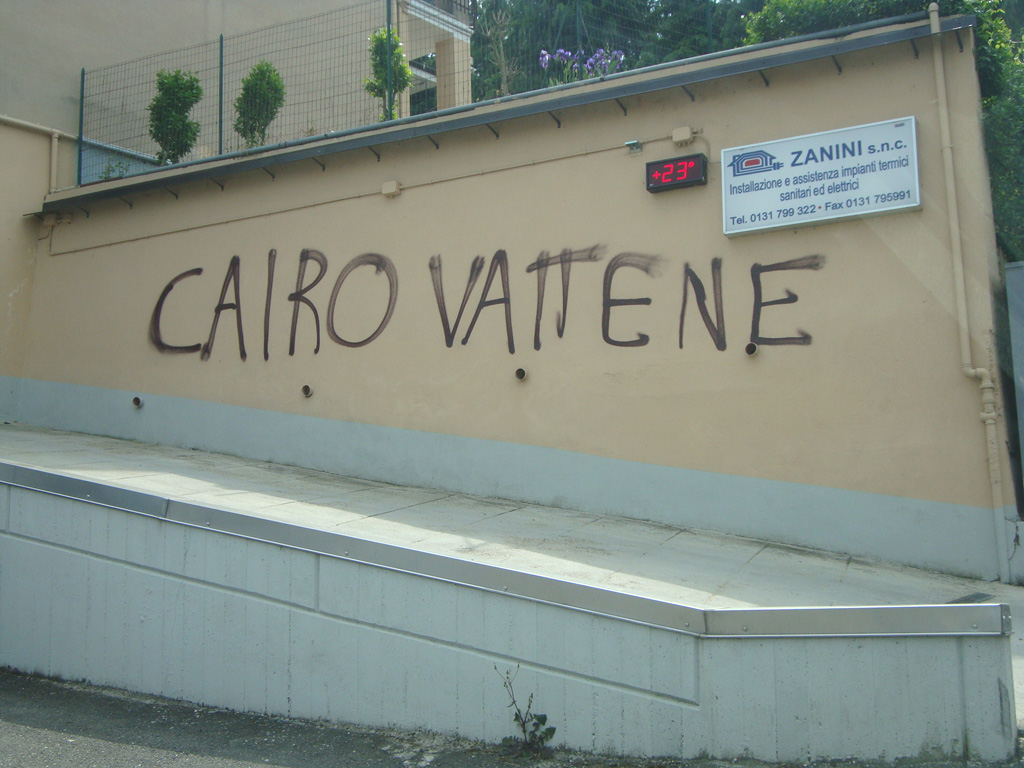 ZANINI s.n.c.
Installazione e assistenza impianti termici
sanitari ed elettrici
Tel. 0131 799 322 • Fax 0131 795991
+23°
CAIRO VATTENE